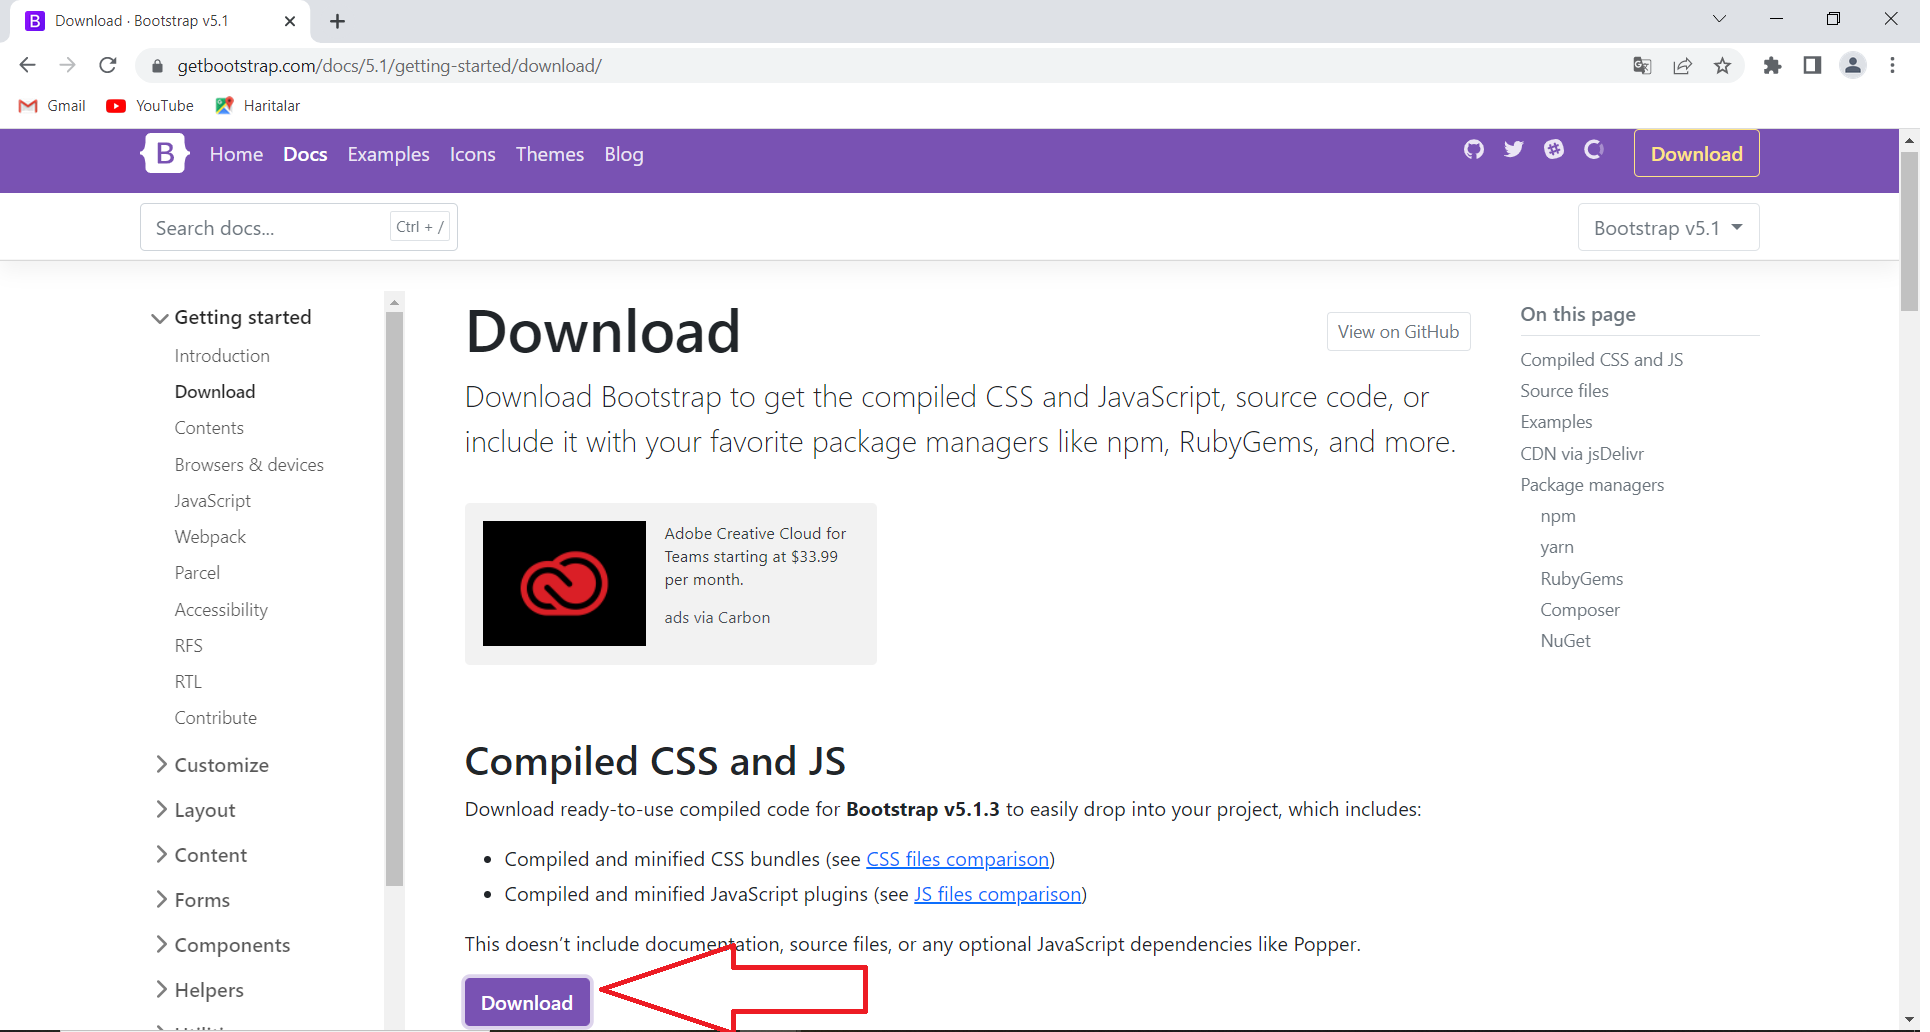 Download · Bootstrap v5.1
getbootstrap.com/docs/5.1/getting-started/download/
Gmail
YouTube
Haritalar
B
Home
Docs
Examples
Icons
Themes
Blog
Download
Search docs...
Ctrl + /
Bootstrap v5.1
Getting started
Introduction
Download
Contents
Browsers & devices
JavaScript
Webpack
Parcel
Accessibility
RFS
RTL
Contribute
Customize
Layout
Content
Forms
Components
Helpers
Download
View on GitHub
Download Bootstrap to get the compiled CSS and JavaScript, source code, or
include it with your favorite package managers like npm, RubyGems, and more.
Adobe Creative Cloud for
Teams starting at $33.99
per month.
ads via Carbon
Compiled CSS and JS
Download ready-to-use compiled code for Bootstrap v5.1.3 to easily drop into your project, which includes:
• Compiled and minified CSS bundles (see CSS files comparison)
• Compiled and minified JavaScript plugins (see JS files comparison)
This doesn’t include documentation, source files, or any optional JavaScript dependencies like Popper.
Download
On this page
Compiled CSS and JS
Source files
Examples
CDN via jsDelivr
Package managers
npm
yarn
RubyGems
Composer
NuGet